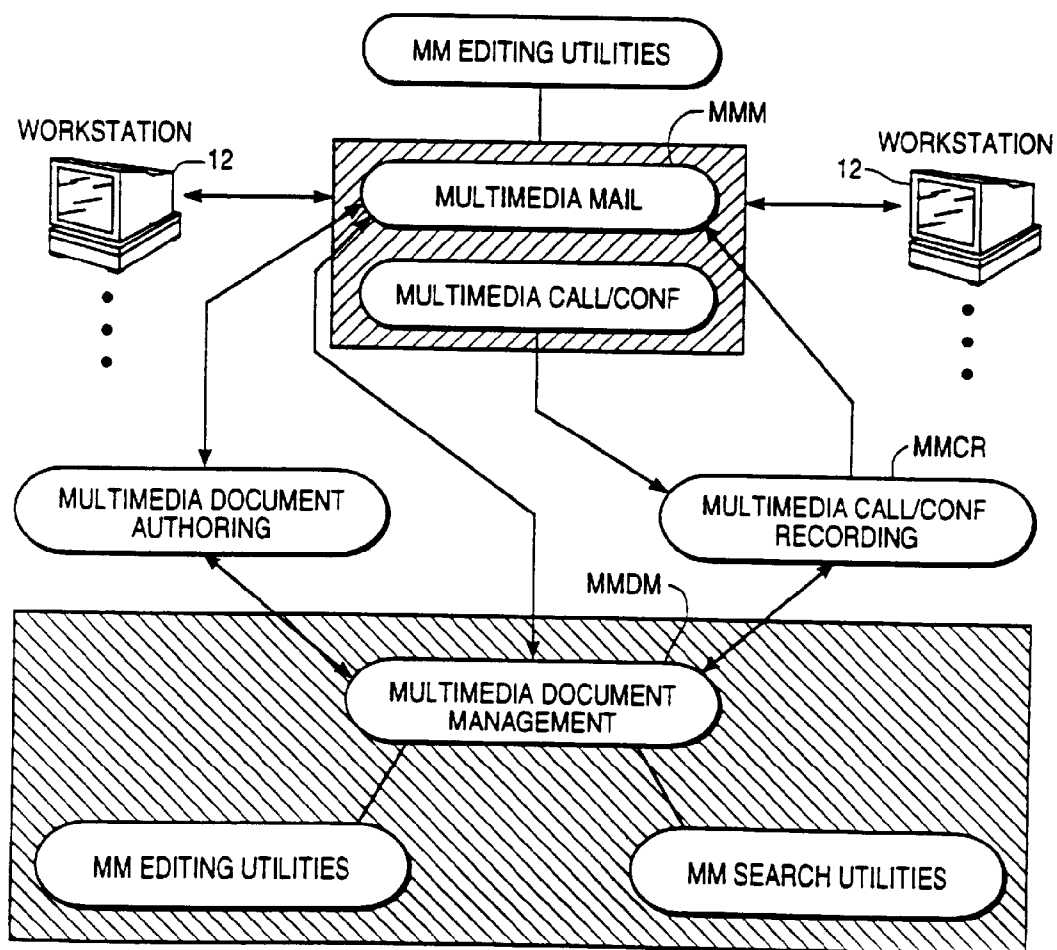 MM EDITING UTILITIES
MMM
WORKSTATION
12
WORKSTATION
12
MULTIMEDIA MAIL
MULTIMEDIA CALL/CONF
MMCR
MULTIMEDIA DOCUMENT
AUTHORING
MULTIMEDIA CALL/CONF
RECORDING
MMDM
MULTIMEDIA DOCUMENT
MANAGEMENT
MM EDITING UTILITIES
MM SEARCH UTILITIES